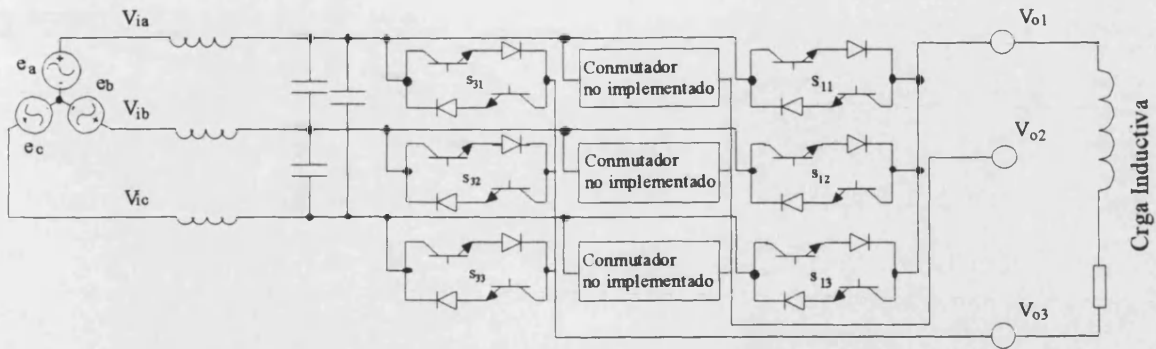 V_ia
e_a
e_b
V_ib
e_c
V_ic
s_31
Conmutador
no implementado
s_11
V_o1
s_32
Conmutador
no implementado
s_12
V_o2
s_33
Conmutador
no implementado
s_13
V_o3
Crga Inductiva